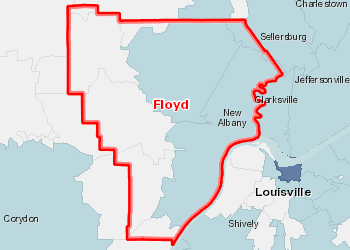 Charlestown
Sellersburg
Jeffersonville
Floyd
Clarksville
New
Albany
Louisville
Corydon
Shively